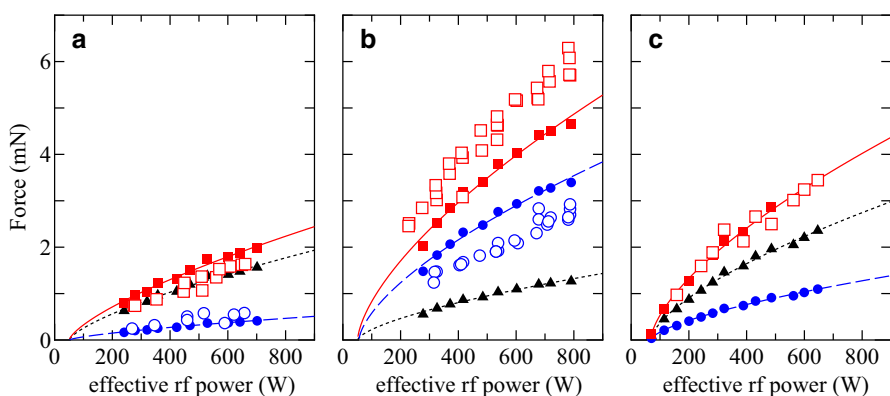 a
b
c
Force (mN)
6
4
2
0
200 400 600 800
200 400 600 800
200 400 600 800
effective rf power (W)
effective rf power (W)
effective rf power (W)